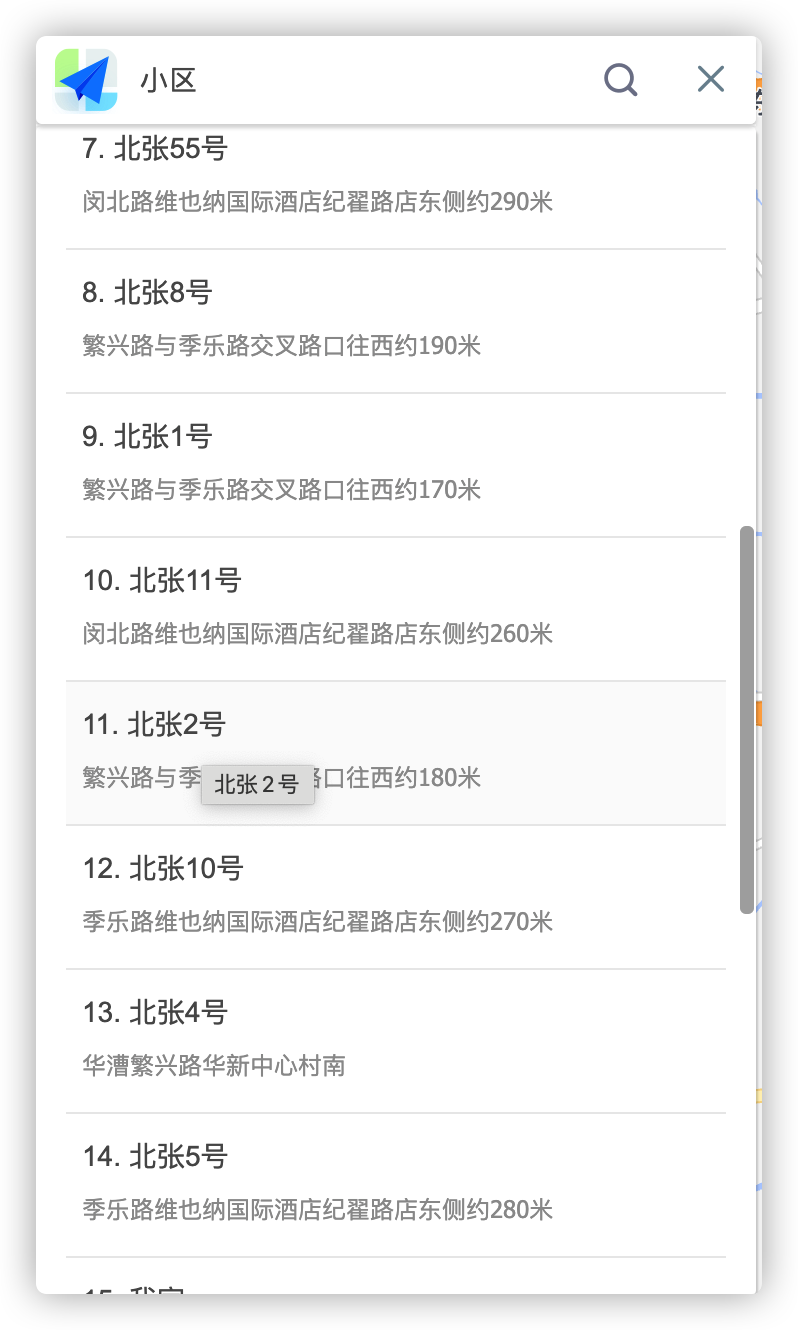 小区
7. 北张55号
闵北路维也纳国际酒店纪翟路店东侧约290米
8. 北张8号
繁兴路与季乐路交叉路口往西约190米
9. 北张1号
繁兴路与季乐路交叉路口往西约170米
10. 北张11号
闵北路维也纳国际酒店纪翟路店东侧约260米
11. 北张2号
繁兴路与季 路口往西约180米
北张2号
12. 北张10号
季乐路维也纳国际酒店纪翟路店东侧约270米
13. 北张4号
华漕繁兴路华新中心村南
14. 北张5号
季乐路维也纳国际酒店纪翟路店东侧约280米